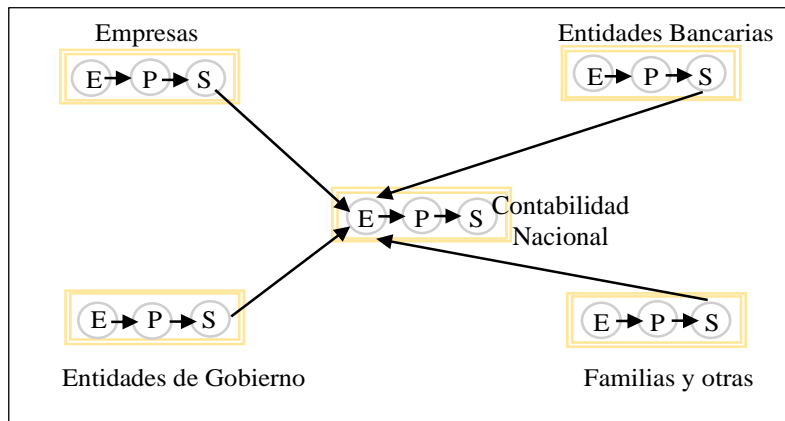 Empresas
E P S
Entidades Bancarias
E P S
E P S
Contabilidad
Nacional
E P S
Entidades de Gobierno
E P S
Familias y otras